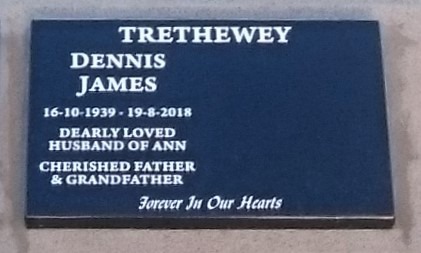 TRETHEWEY
DENNIS
JAMES
16-10-1939 - 19-8-2018
DEARLY LOVED
HUSBAND OF ANN
CHERISHED FATHER
& GRANDFATHER
Forever In Our Hearts